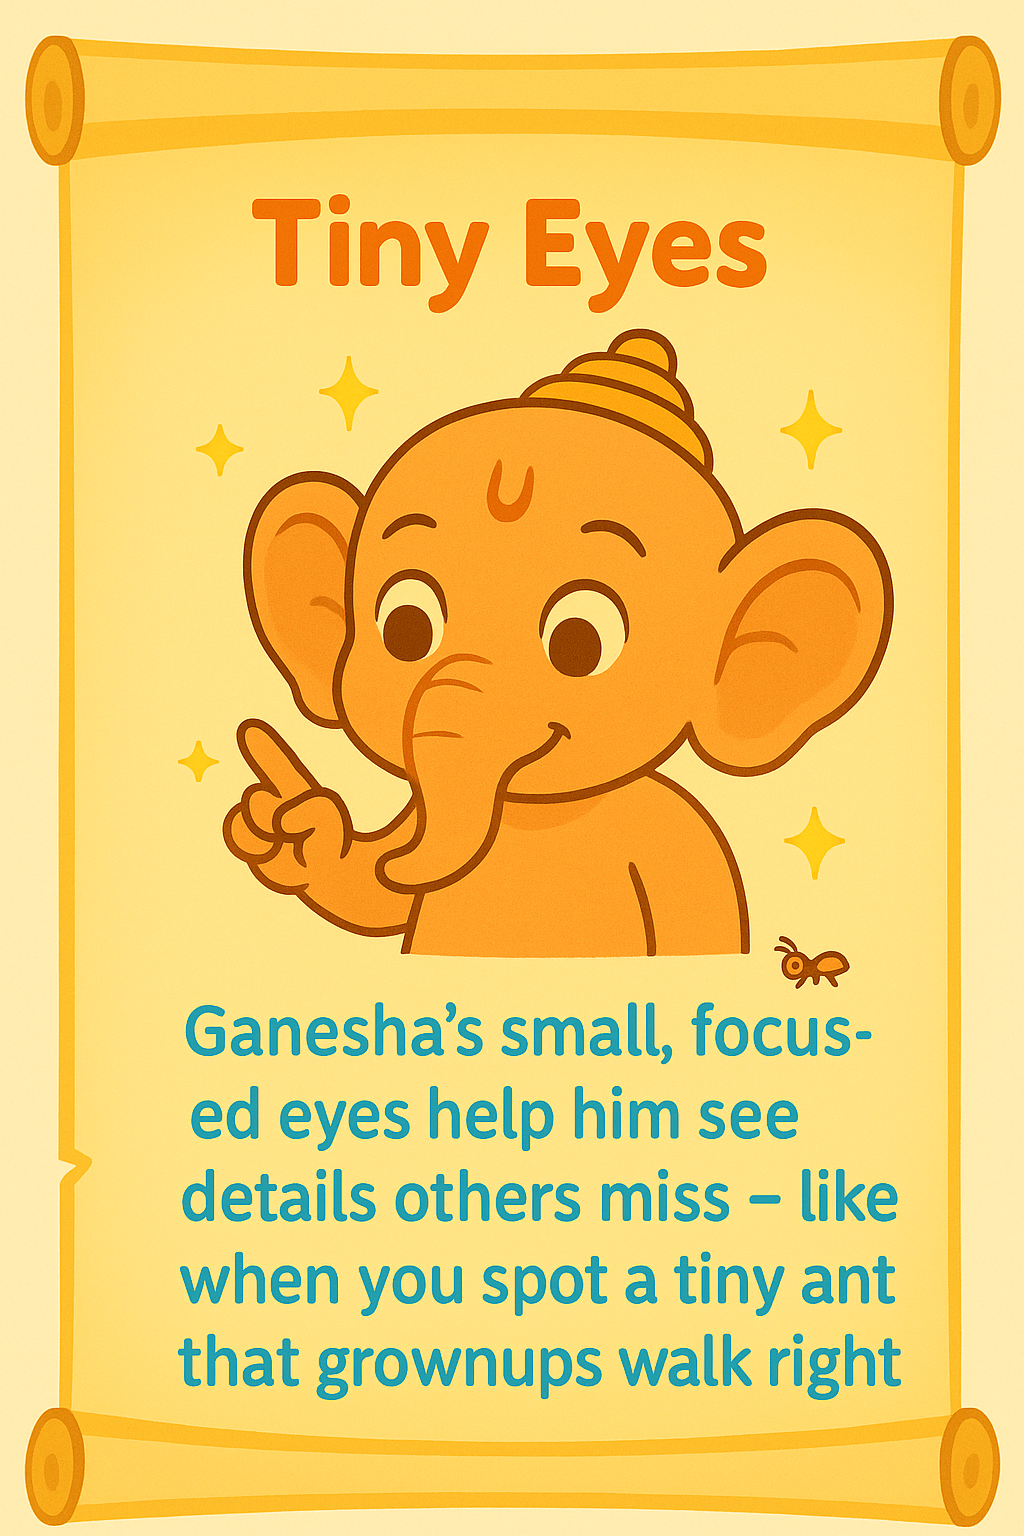 Tiny Eyes
Ganesha’s small, focus-
ed eyes help him see
details others miss – like
when you spot a tiny ant
that grownups walk right